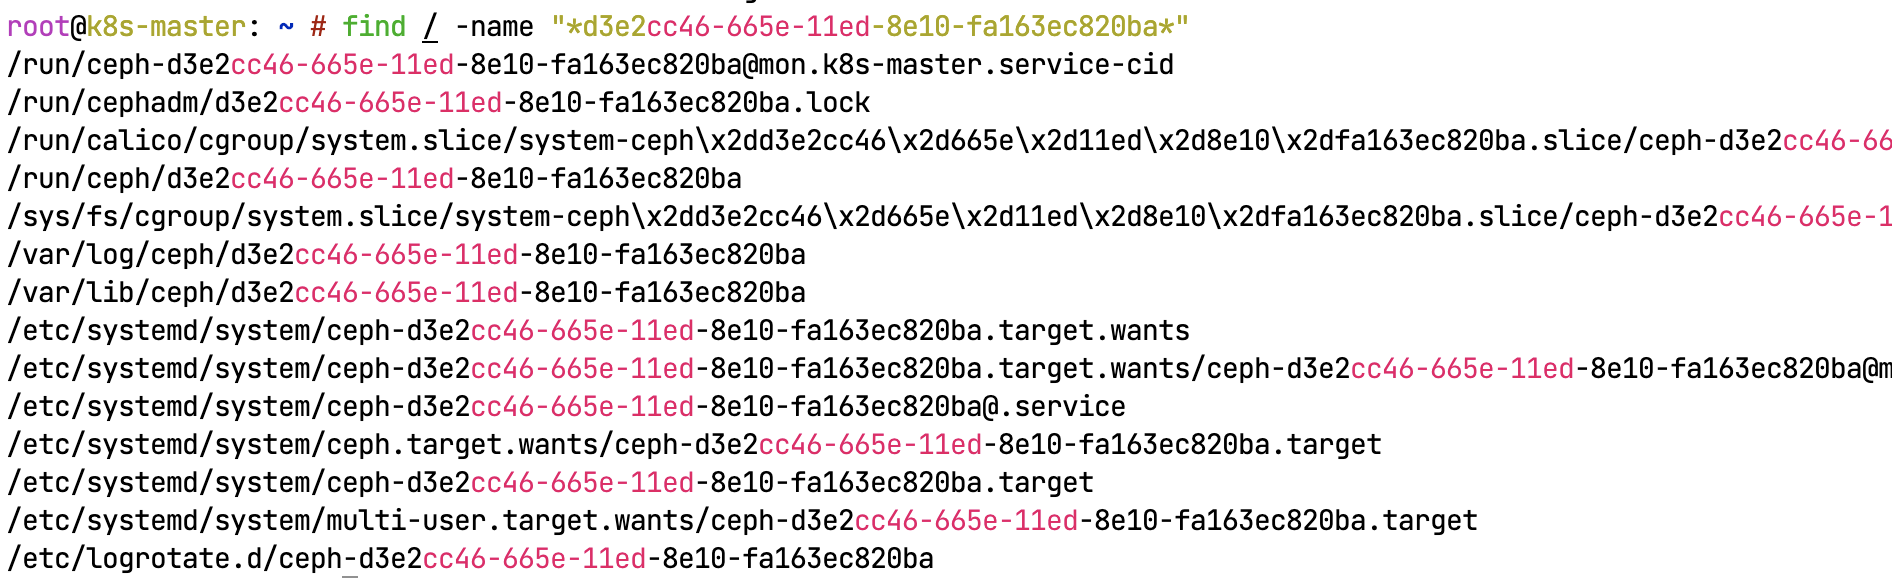 root@k8s-master: ~ # find / -name "*d3e2cc46-665e-11ed-8e10-fa163ec820ba*"
/run/ceph-d3e2cc46-665e-11ed-8e10-fa163ec820ba@mon.k8s-master.service-cid
/run/cephadm/d3e2cc46-665e-11ed-8e10-fa163ec820ba.lock
/run/calico/cgroup/system.slice/system-ceph\x2dd3e2cc46\x2d665e\x2d11ed\x2d8e10\x2dfa163ec820ba.slice/ceph-d3e2cc46-66
/run/ceph/d3e2cc46-665e-11ed-8e10-fa163ec820ba
/sys/fs/cgroup/system.slice/system-ceph\x2dd3e2cc46\x2d665e\x2d11ed\x2d8e10\x2dfa163ec820ba.slice/ceph-d3e2cc46-665e-1
/var/log/ceph/d3e2cc46-665e-11ed-8e10-fa163ec820ba
/var/lib/ceph/d3e2cc46-665e-11ed-8e10-fa163ec820ba
/etc/systemd/system/ceph-d3e2cc46-665e-11ed-8e10-fa163ec820ba.target.wants
/etc/systemd/system/ceph-d3e2cc46-665e-11ed-8e10-fa163ec820ba.target.wants/ceph-d3e2cc46-665e-11ed-8e10-fa163ec820ba@m
/etc/systemd/system/ceph-d3e2cc46-665e-11ed-8e10-fa163ec820ba@.service
/etc/systemd/system/ceph.target.wants/ceph-d3e2cc46-665e-11ed-8e10-fa163ec820ba.target
/etc/systemd/system/ceph-d3e2cc46-665e-11ed-8e10-fa163ec820ba.target
/etc/systemd/system/multi-user.target.wants/ceph-d3e2cc46-665e-11ed-8e10-fa163ec820ba.target
/etc/logrotate.d/ceph-d3e2cc46-665e-11ed-8e10-fa163ec820ba